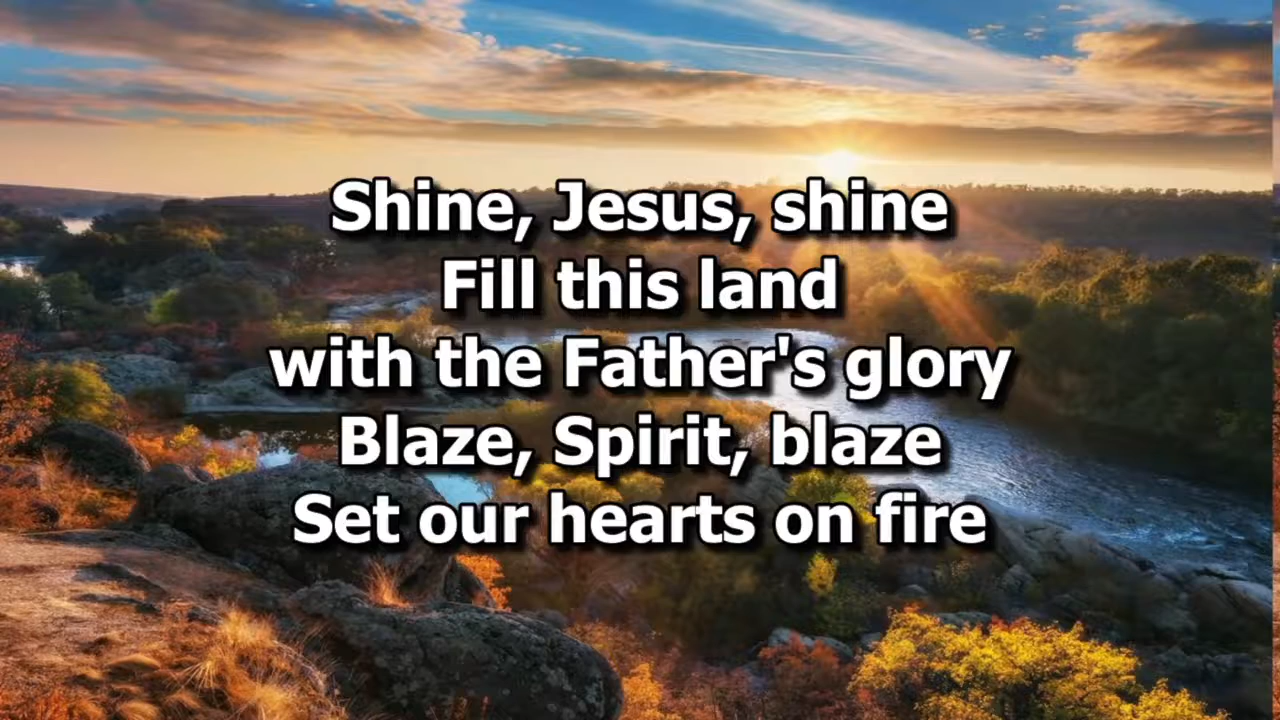 Shine, Jesus, shine
Fill this land
with the Father's glory
Blaze, Spirit, blaze
Set our hearts on fire